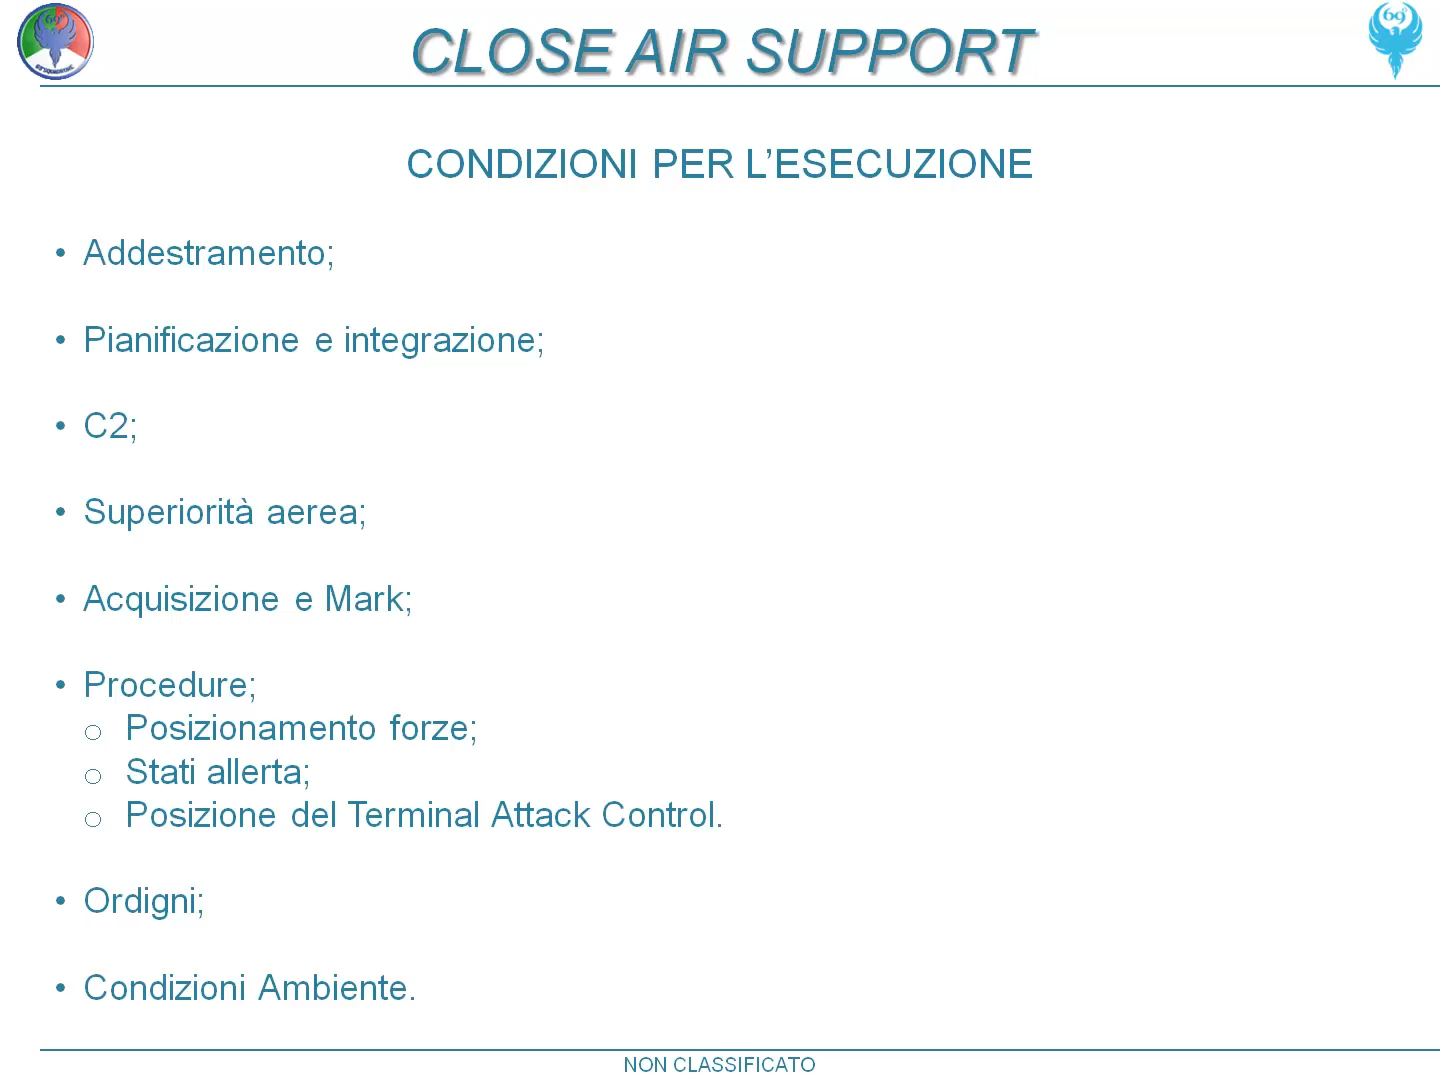 CLOSE AIR SUPPORT
69°
CONDIZIONI PER L'ESECUZIONE
• Addestramento;
• Pianificazione e integrazione;
• C2;
• Superiorità aerea;
• Acquisizione e Mark;
• Procedure;
o Posizionamento forze;
o Stati allerta;
o Posizione del Terminal Attack Control.
• Ordigni;
• Condizioni Ambiente.
NON CLASSIFICATO